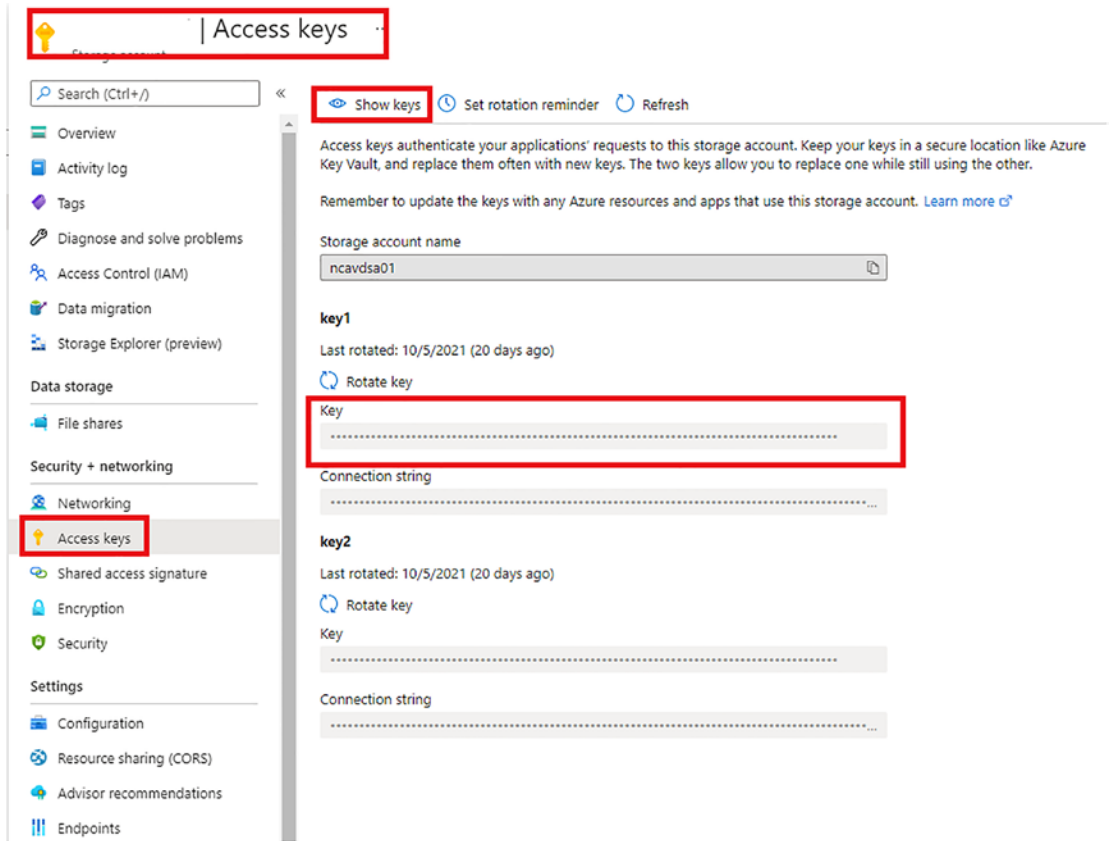 | Access keys ...
Storage account
Search (Ctrl+/)
«
Overview
Activity log
Tags
Diagnose and solve problems
Access Control (IAM)
Data migration
Storage Explorer (preview)
Data storage
File shares
Security + networking
Networking
Access keys
Shared access signature
Encryption
Security
Settings
Configuration
Resource sharing (CORS)
Advisor recommendations
Endpoints
Show keys
Set rotation reminder
Refresh
Access keys authenticate your applications' requests to this storage account. Keep your keys in a secure location like Azure
Key Vault, and replace them often with new keys. The two keys allow you to replace one while still using the other.
Remember to update the keys with any Azure resources and apps that use this storage account. Learn more
Storage account name
ncavdsa01
key1
Last rotated: 10/5/2021 (20 days ago)
Rotate key
Key
Connection string
key2
Last rotated: 10/5/2021 (20 days ago)
Rotate key
Key
Connection string